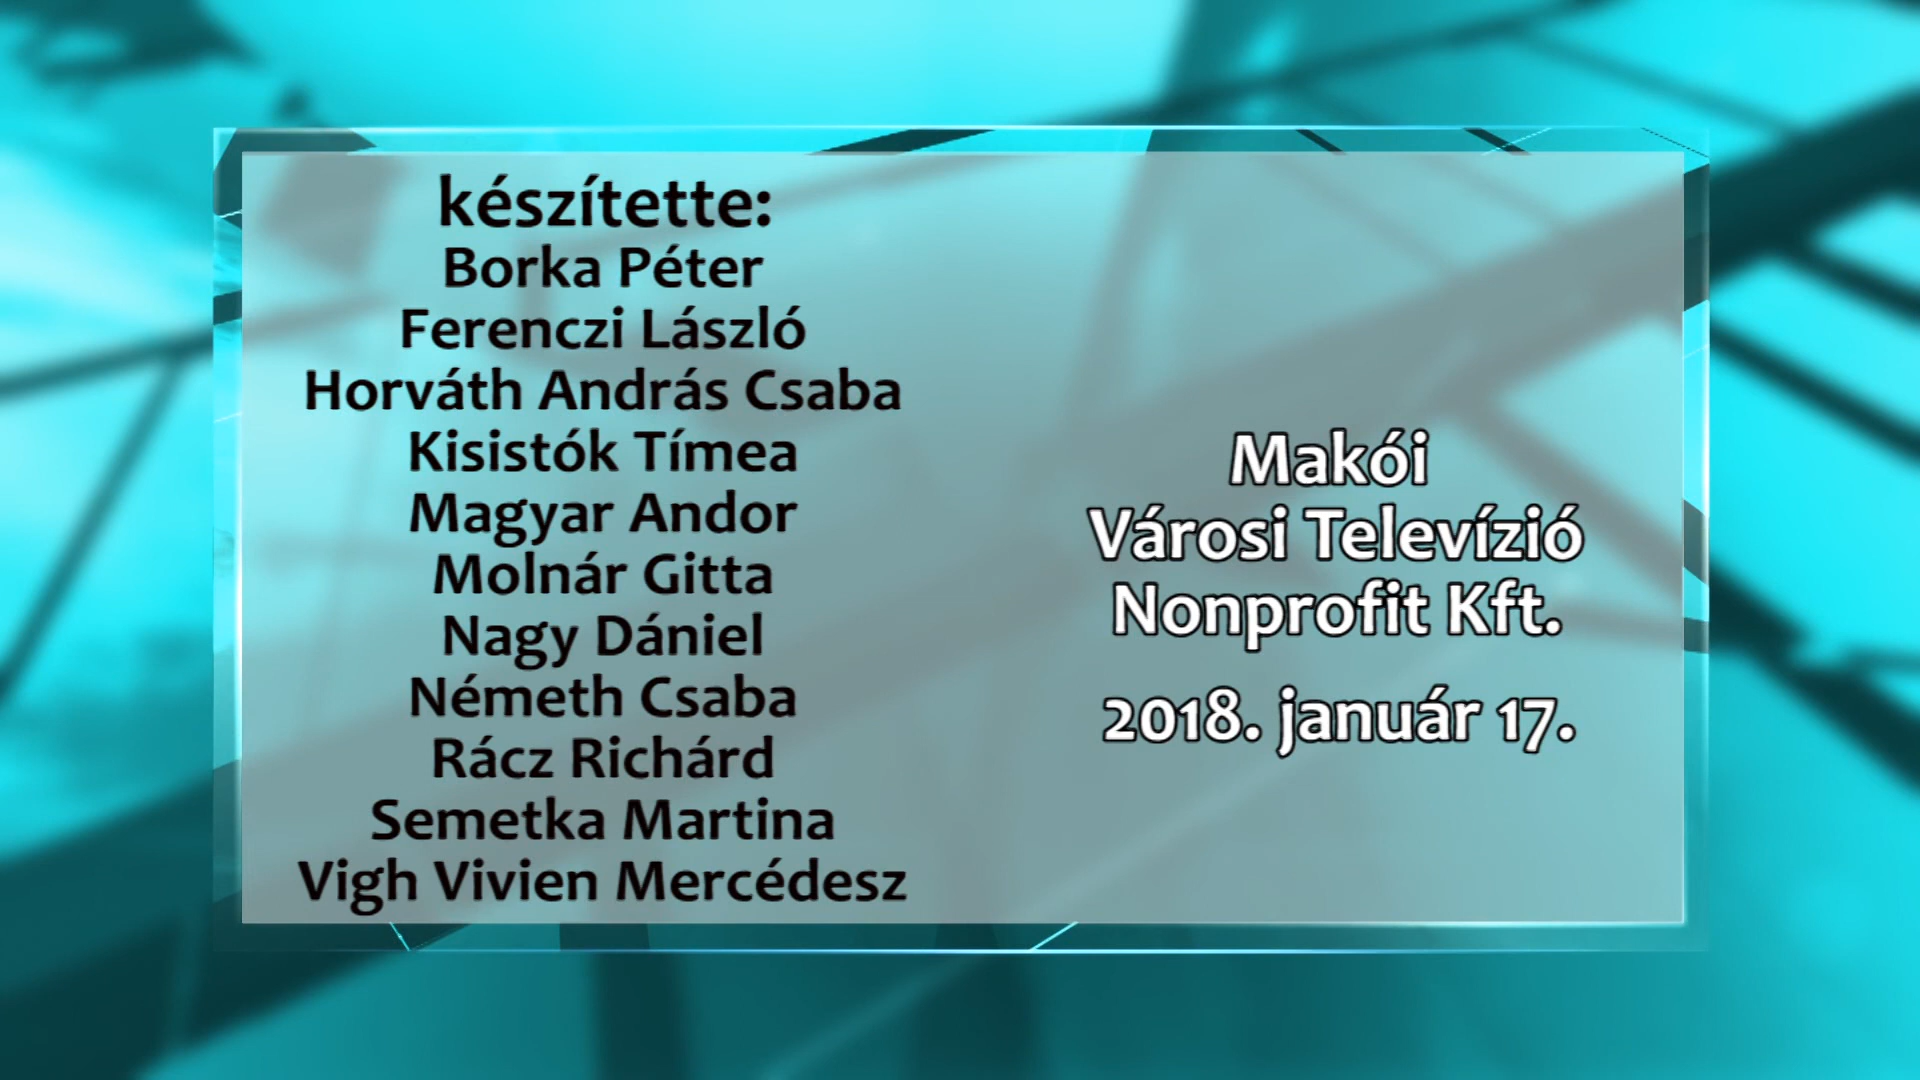 készítette:
Borka Péter
Ferenczi László
Horváth András Csaba
Kisistók Tímea
Magyar Andor
Molnár Gitta
Nagy Dániel
Németh Csaba
Rácz Richárd
Semetka Martina
Vigh Vivien Mercédesz
Makói
Városi Televízió
Nonprofit Kft.
2018. január 17.